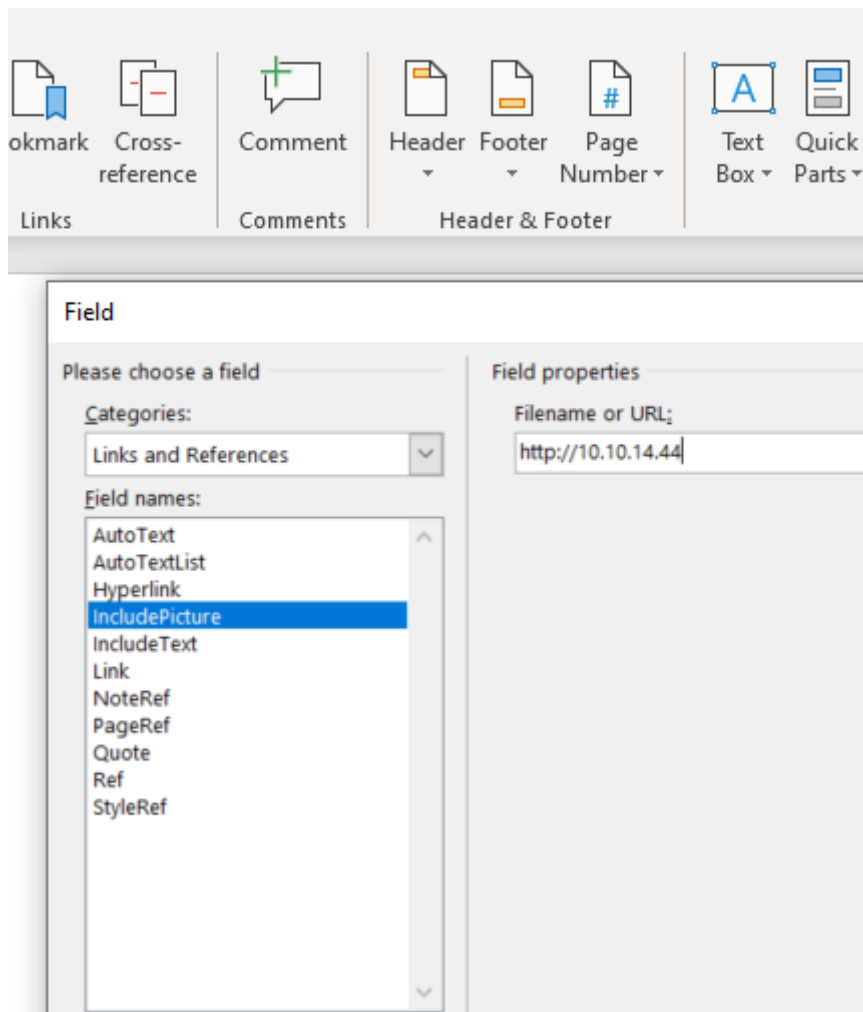 okmark Cross-reference Comment Header Footer Page Number Text Box Quick Parts
Links Comments Header & Footer
Field
Please choose a field
Categories:
Links and References
Field names:
AutoText
AutoTextList
Hyperlink
IncludePicture
IncludeText
Link
NoteRef
PageRef
Quote
Ref
StyleRef
Field properties
Filename or URL:
http://10.10.14.44